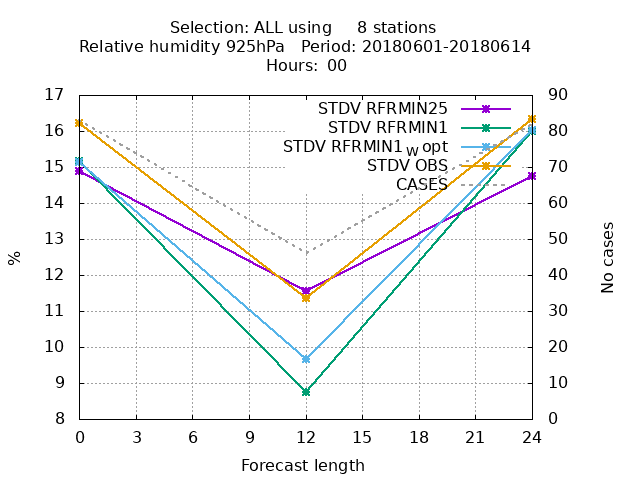 Selection: ALL using 8 stations
Relative humidity 925hPa Period: 20180601-20180614
Hours: 00
17 90
STDV RFRMIN25
16 80
STDV RFRMIN1
STDV RFRMIN1 w opt
15 70
STDV OBS
CASES
14 60
13 50
12 40
11 30
10 20
9 10
8 0
%
No cases
0 3 6 9 12 15 18 21 24
Forecast length